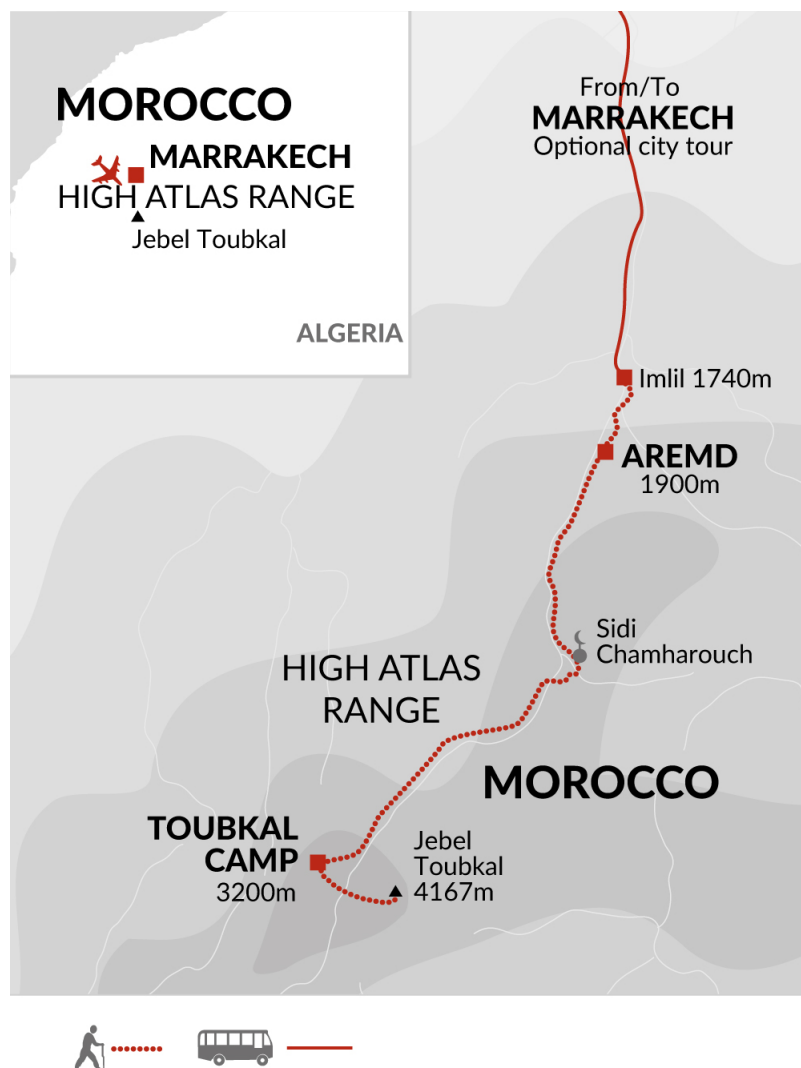 MOROCCO
MARRAKECH
HIGH ATLAS RANGE
Jebel Toubkal
ALGERIA
From/To
MARRAKECH
Optional city tour
Imlil 1740m
AREMD
1900m
Sidi
Chamharouch
HIGH ATLAS
RANGE
MOROCCO
TOUBKAL
CAMP
3200m
Jebel
Toubkal
4167m